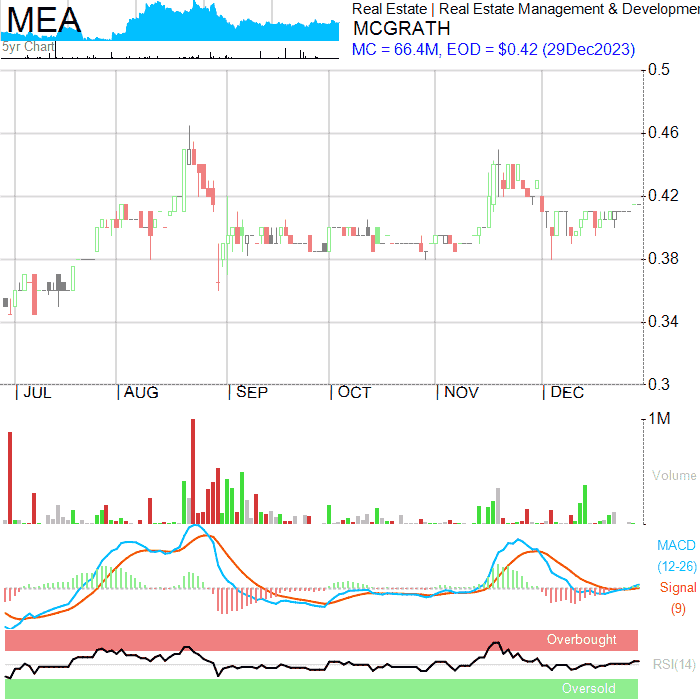 MEA
5yr Chart
Real Estate | Real Estate Management & Developmen
MCGRATH
MC = 66.4M, EOD = $0.42 (29Dec2023)
0.5
0.46
0.42
0.38
0.34
0.3
JUL AUG SEP OCT NOV DEC
1M
Volume
MACD
(12-26)
Signal
(9)
Overbought
RSI(14)
Oversold